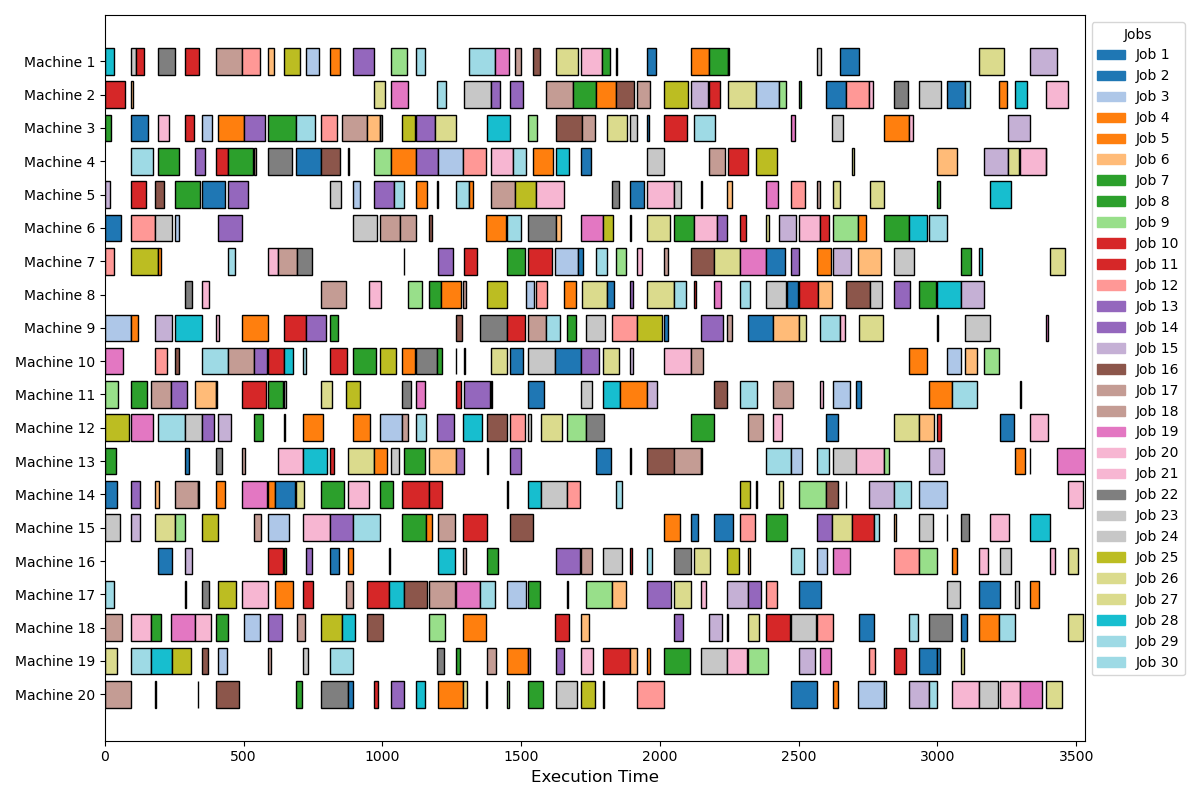 Machine 1
Machine 2
Machine 3
Machine 4
Machine 5
Machine 6
Machine 7
Machine 8
Machine 9
Machine 10
Machine 11
Machine 12
Machine 13
Machine 14
Machine 15
Machine 16
Machine 17
Machine 18
Machine 19
Machine 20
0 500 1000 1500 2000 2500 3000 3500
Execution Time
Jobs
Job 1
Job 2
Job 3
Job 4
Job 5
Job 6
Job 7
Job 8
Job 9
Job 10
Job 11
Job 12
Job 13
Job 14
Job 15
Job 16
Job 17
Job 18
Job 19
Job 20
Job 21
Job 22
Job 23
Job 24
Job 25
Job 26
Job 27
Job 28
Job 29
Job 30